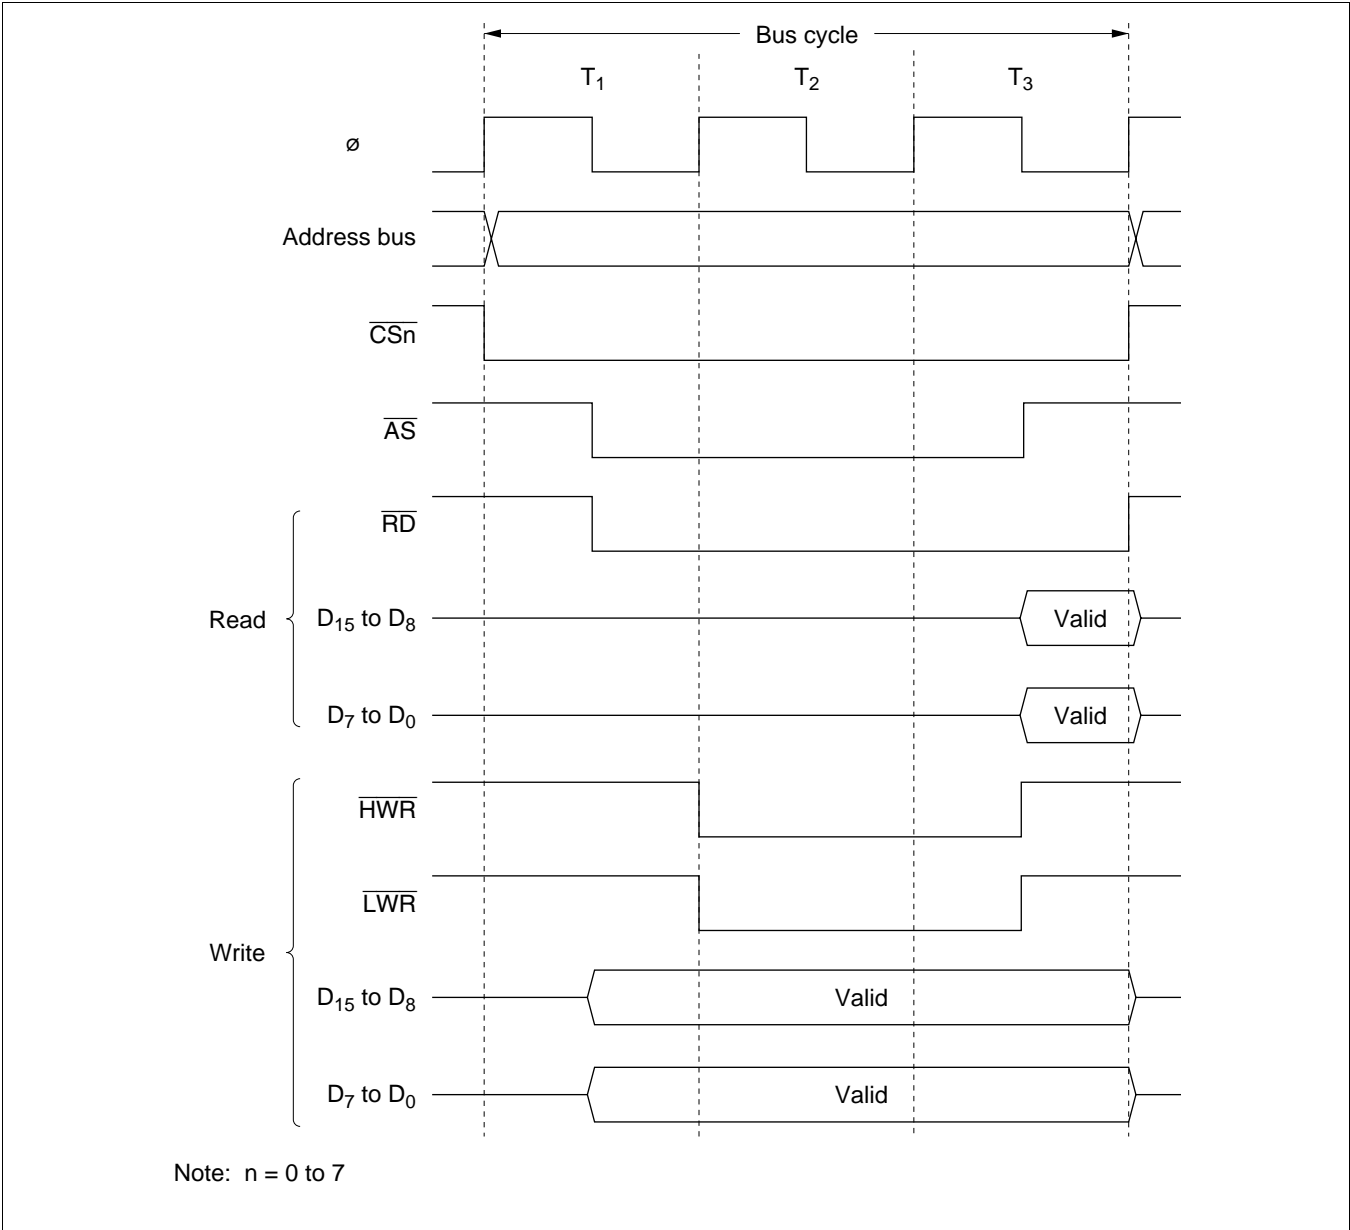 Bus cycle
T1 T2 T3
ø
Address bus
CSn
AS
RD
Read
D15 to D8 Valid
D7 to D0 Valid
HWR
LWR
Write
D15 to D8 Valid
D7 to D0 Valid
Note: n = 0 to 7